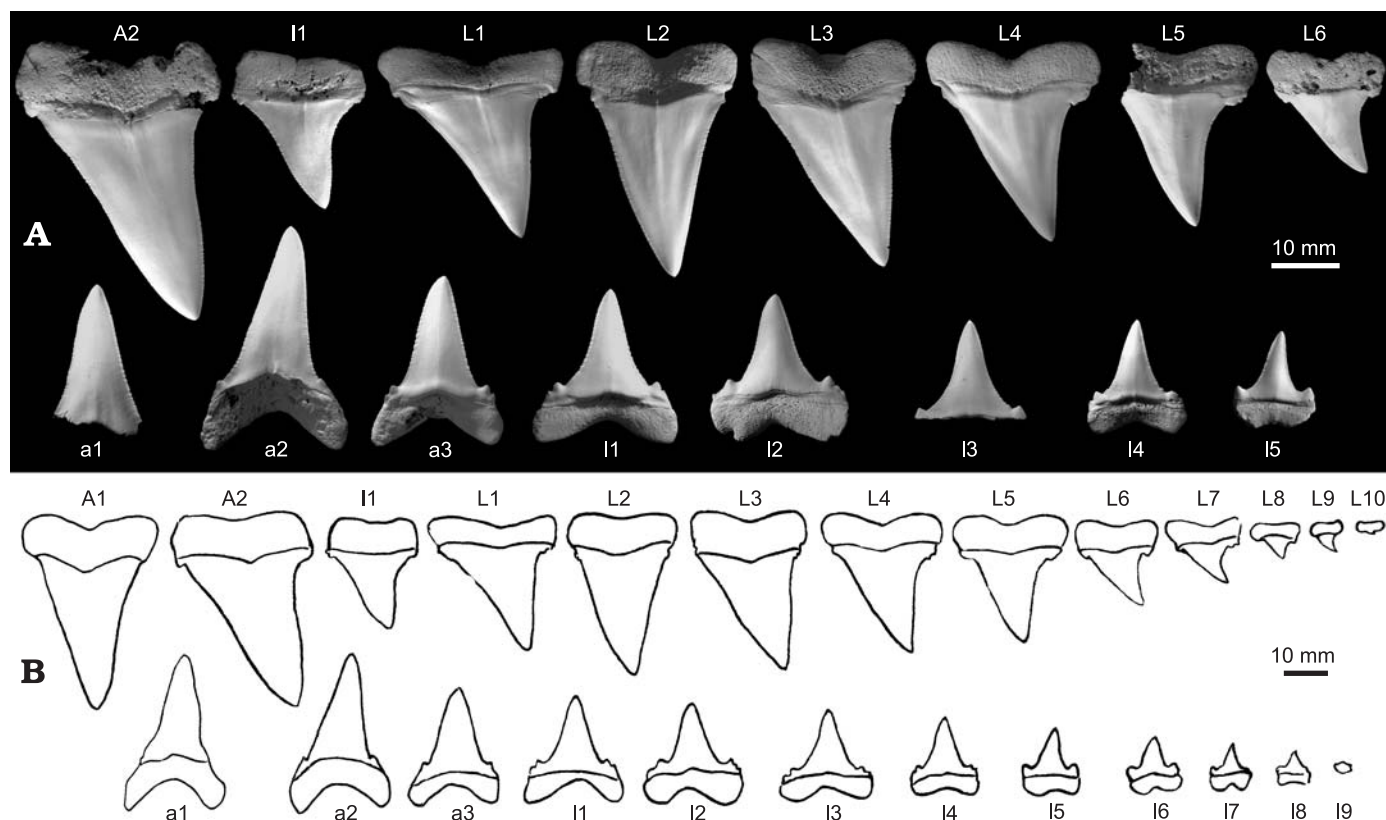 A2 I1 L1 L2 L3 L4 L5 L6
A
10 mm
a1 a2 a3 l1 l2 l3 l4 l5
A1 A2 I1 L1 L2 L3 L4 L5 L6 L7 L8 L9 L10
B
10 mm
a1 a2 a3 l1 l2 l3 l4 l5 l6 l7 l8 l9